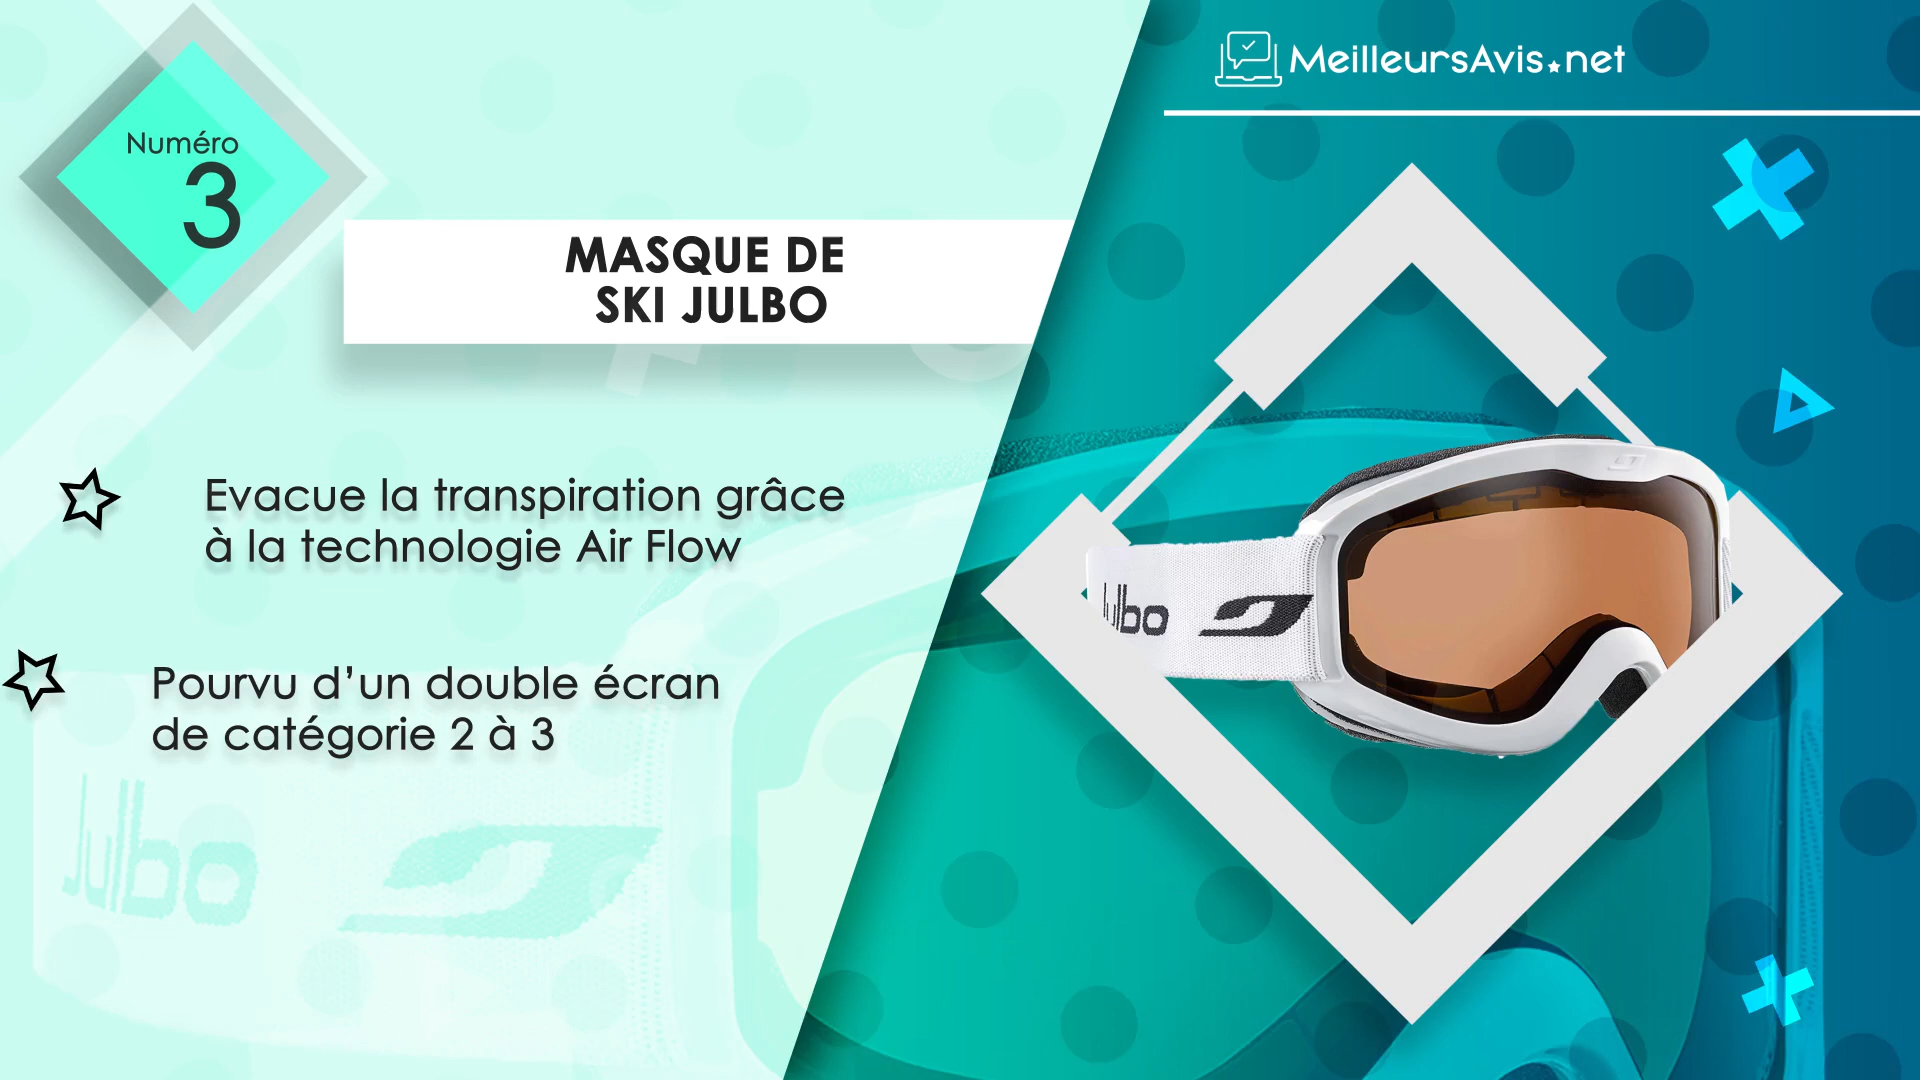 Numéro
3
MeilleursAvis.net
MASQUE DE
SKI JULBO
Evacue la transpiration grâce
à la technologie Air Flow
Pourvu d’un double écran
de catégorie 2 à 3
Julbo
Julbo